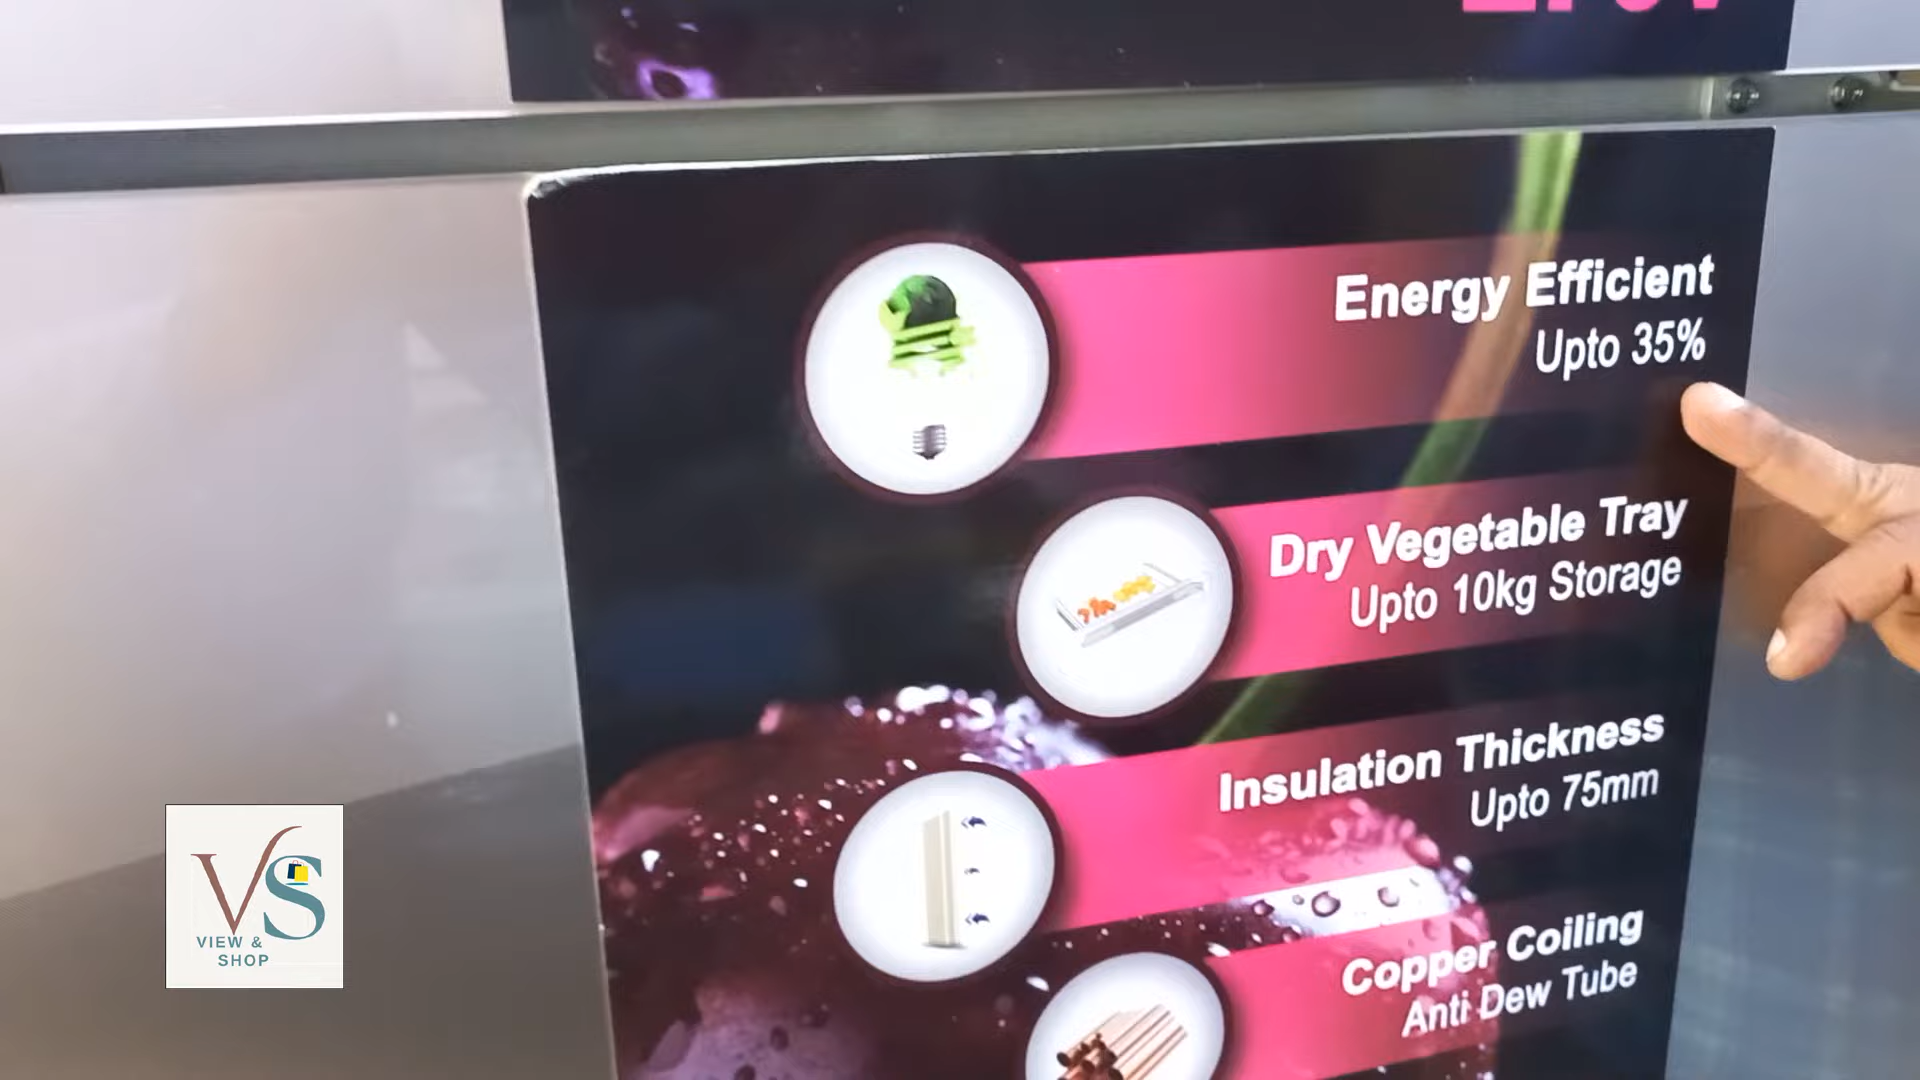 Energy Efficient
Upto 35%
Dry Vegetable Tray
Upto 10kg Storage
Insulation Thickness
Upto 75mm
Copper Coiling
Anti Dew Tube
VS
VIEW &
SHOP